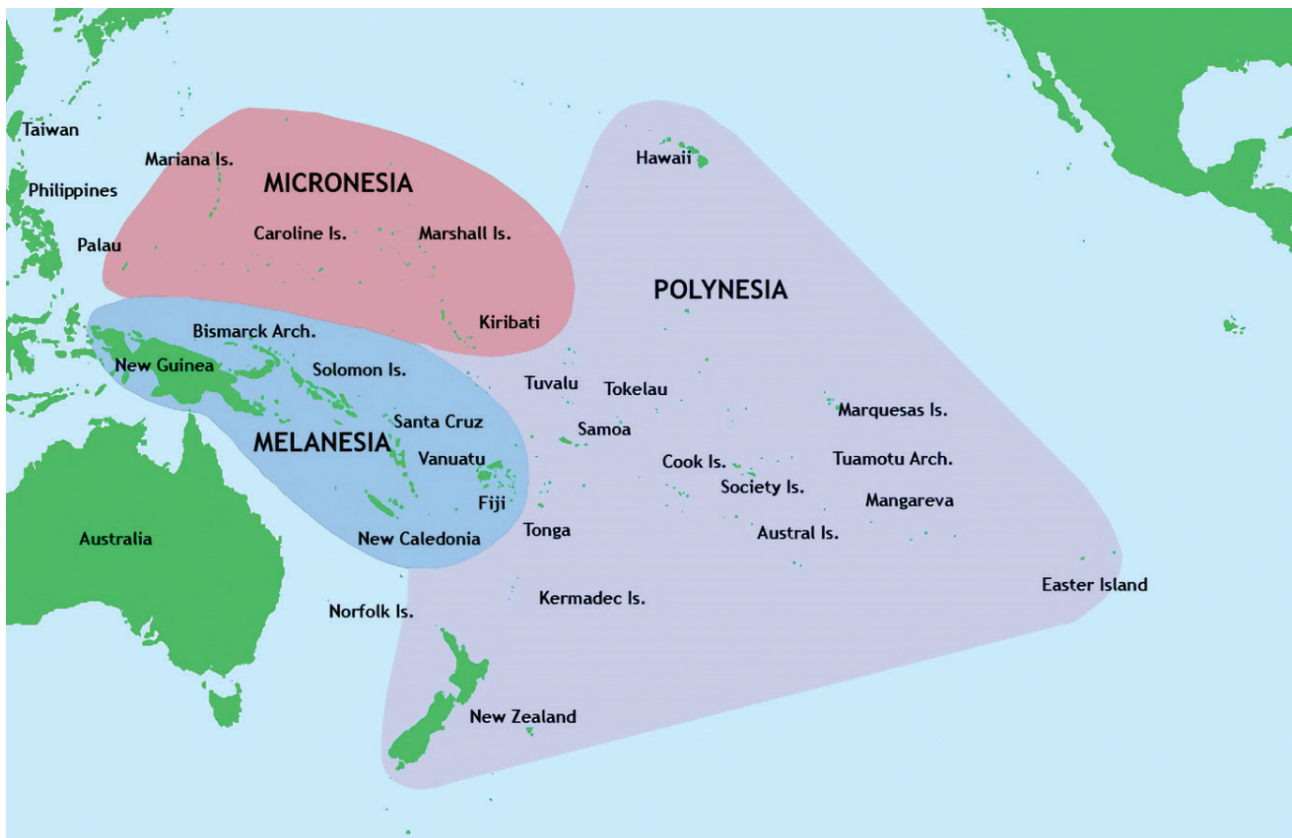 Taiwan
Hawaii
Mariana Is.
MICRONESIA
Philippines
Caroline Is.
Marshall Is.
Palau
POLYNESIA
Kiribati
Bismarck Arch.
New Guinea
Solomon Is.
Tuvalu
Tokelau
Marquesas Is.
Santa Cruz
Samoa
MELANESIA
Vanuatu
Cook Is.
Tuamotu Arch.
Society Is.
Mangareva
Fiji
Tonga
Austral Is.
Australia
New Caledonia
Easter Island
Kermadec Is.
Norfolk Is.
New Zealand